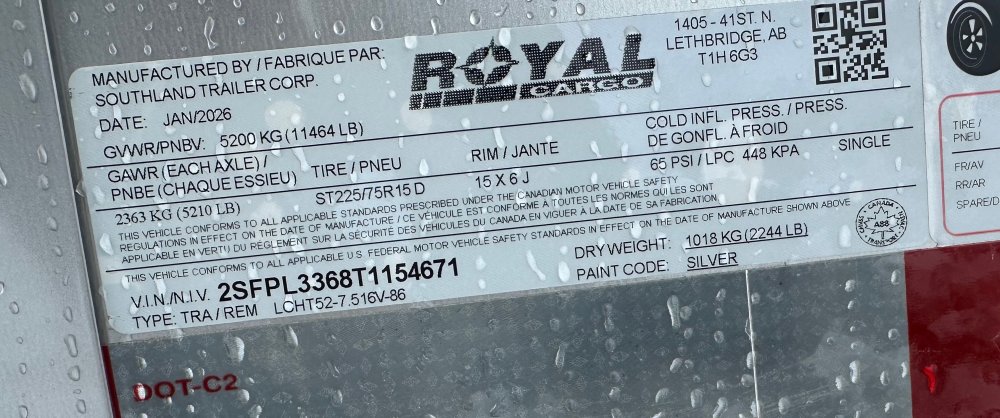 MANUFACTURED BY / FABRIQUE PAR:
SOUTHLAND TRAILER CORP.
ROYAL
CARGO
1405 - 41ST. N.
LETHBRIDGE, AB
T1H 6G3
DATE: JAN/2026
GVWR/PNBV: 5200 KG (11464 LB)
GAWR (EACH AXLE) /
PNBE (CHAQUE ESSIEU)
TIRE / PNEU
RIM / JANTE
COLD INFL. PRESS. / PRESS.
DE GONFL. À FROID
2363 KG (5210 LB)
ST225/75R15 D
15 X 6 J
65 PSI / LPC 448 KPA
SINGLE
THIS VEHICLE CONFORMS TO ALL APPLICABLE STANDARDS PRESCRIBED UNDER THE CANADIAN MOTOR VEHICLE SAFETY
REGULATIONS IN EFFECT ON THE DATE OF MANUFACTURE / CE VÉHICULE EST CONFORME À TOUTES LES NORMES QUI LES SONT
APPLICABLE EN VERTU DU RÈGLEMENT SUR LA SÉCURITÉ DES VÉHICULES DU CANADA EN VIGUER À LA DATE DE SA FABRICATION.
THIS VEHICLE CONFORMS TO ALL APPLICABLE U.S. FEDERAL MOTOR VEHICLE SAFETY STANDARDS IN EFFECT ON THE DATE OF MANUFACTURE SHOWN ABOVE
V.I.N./N.I.V. 2SFPL3368T1154671
TYPE: TRA / REM LCHT52-7.516V-86
DRYWEIGHT: 1018 KG (2244 LB)
PAINT CODE: SILVER
CANADA
TIRE /
PNEU
FR/AV
RR/AR
SPARE/D
DOT-C2